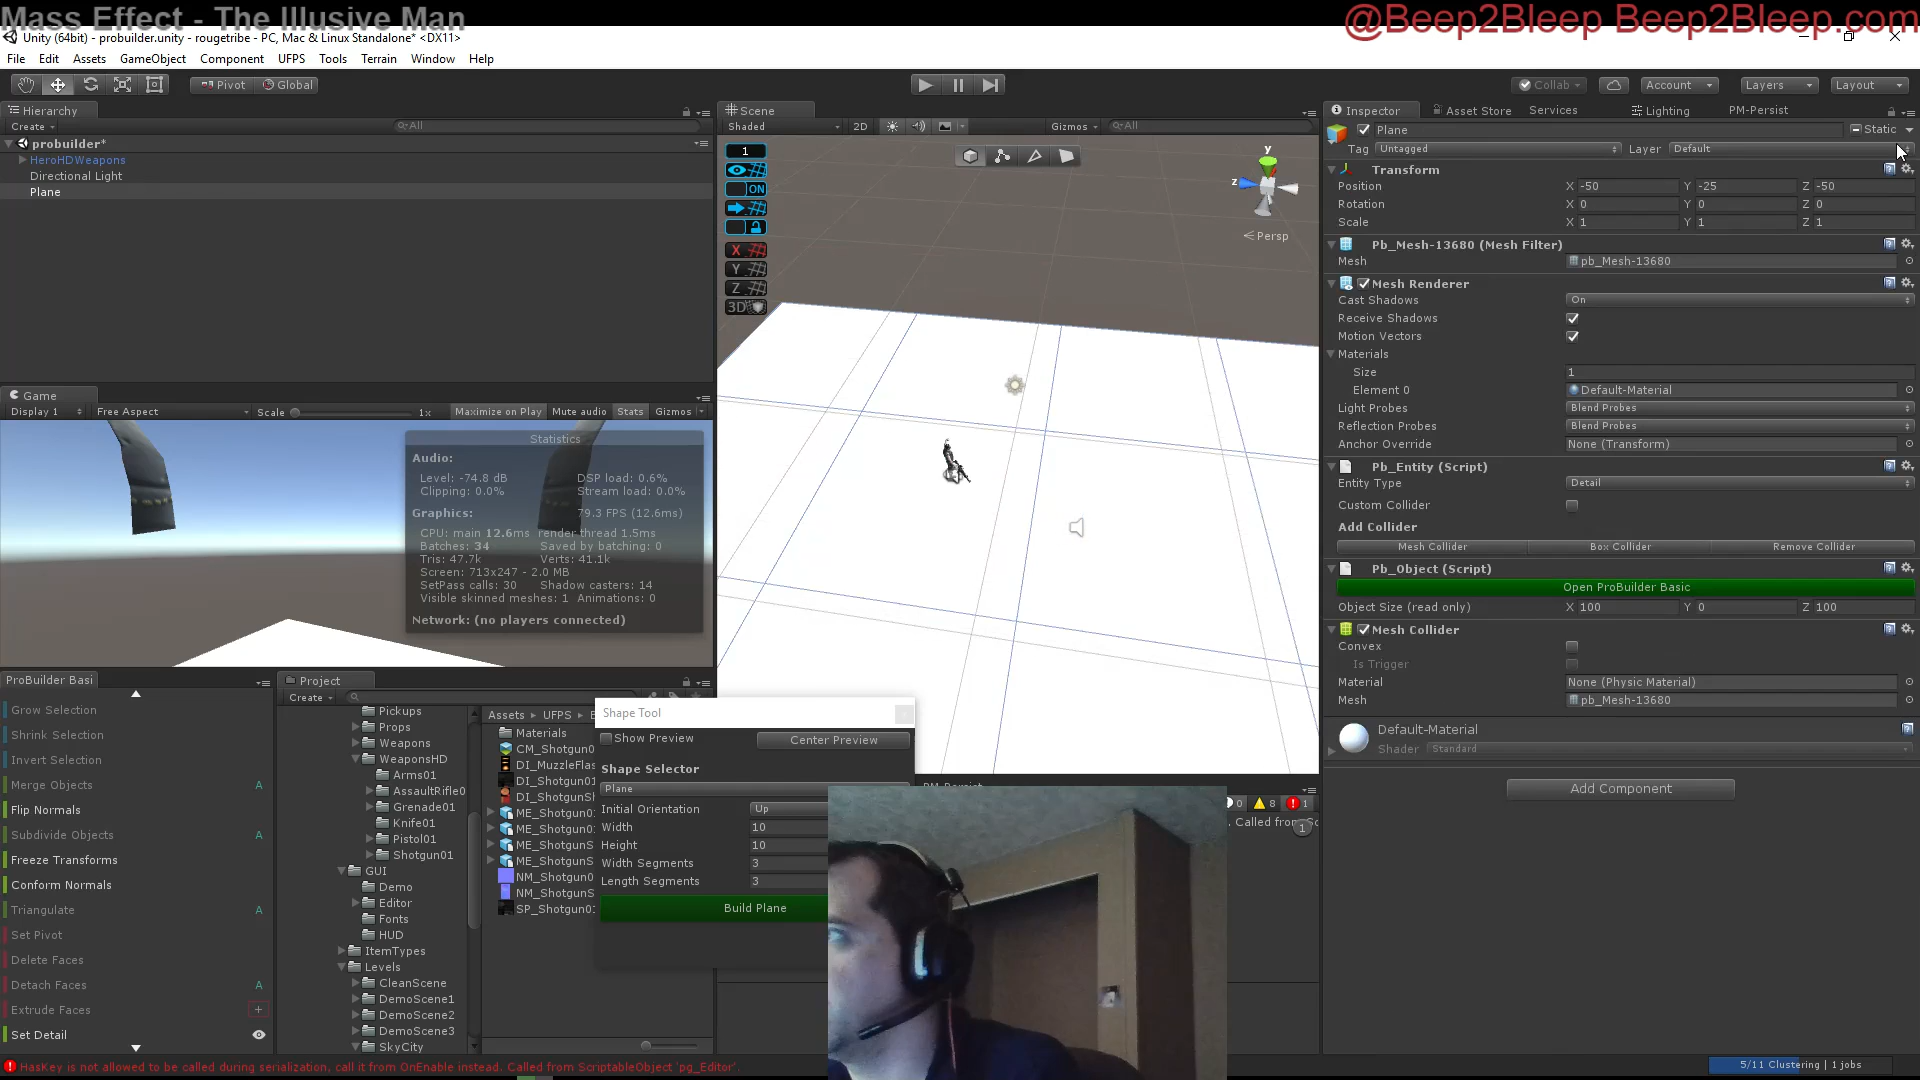 Mass Effect - The Illusive Man
@Beep2Bleep Beep2Bleep.com
Unity (64bit) - probuilder.unity - rougetribe - PC, Mac & Linux Standalone* <DX11>
File Edit Assets GameObject Component UFPS Tools Terrain Window Help
Pivot Global
Collab Account Layers Layout
Hierarchy
Create All
probuilder*
HeroHDWeapons
Directional Light
Plane
Scene
Shaded 2D Gizmos All
1
ON
X
Y
Z
3D
y
z
Persp
Game
Display 1 Free Aspect Scale 1x Maximize on Play Mute audio Stats Gizmos
Statistics
Audio:
Level: -74.8 dB DSP load: 0.6%
Clipping: 0.0% Stream load: 0.0%
Graphics: 79.3 FPS (12.6ms)
CPU: main 12.6ms render thread 1.5ms
Batches: 34 Saved by batching: 0
Tris: 47.7k Verts: 41.1k
Screen: 713x247 - 2.0 MB
SetPass calls: 30 Shadow casters: 14
Visible skinned meshes: 1 Animations: 0
Network: (no players connected)
ProBuilder Basi
Grow Selection
Shrink Selection
Invert Selection
Merge Objects A
Flip Normals
Subdivide Objects A
Freeze Transforms
Conform Normals
Triangulate A
Set Pivot
Delete Faces
Detach Faces A
Extrude Faces +
Set Detail
Project
Create
Pickups
Props
Weapons
WeaponsHD
Arms01
AssaultRifle0
Grenade01
Knife01
Pistol01
Shotgun01
GUI
Demo
Editor
Fonts
HUD
ItemTypes
Levels
CleanScene
DemoScene1
DemoScene2
DemoScene3
SkyCity
Assets UFPS
Materials
CM_Shotgun0
DI_MuzzleFlas
DI_Shotgun01
DI_ShotgunSh
ME_Shotgun01
ME_Shotgun01
ME_ShotgunS
ME_ShotgunS
NM_Shotgun0
NM_ShotgunS
SP_Shotgun01
Shape Tool
Show Preview Center Preview
Shape Selector
Plane
Initial Orientation Up
Width 10
Height 10
Width Segments 3
Length Segments 3
Build Plane
PM-Persist
0 8 1
. Called from Sc
1
Inspector Asset Store Services Lighting PM-Persist
Plane Static
Tag Untagged Layer Default
Transform
Position X -50 Y -25 Z -50
Rotation X 0 Y 0 Z 0
Scale X 1 Y 1 Z 1
Pb_Mesh-13680 (Mesh Filter)
Mesh pb_Mesh-13680
Mesh Renderer
Cast Shadows On
Receive Shadows
Motion Vectors
Materials
Size 1
Element 0 Default-Material
Light Probes Blend Probes
Reflection Probes Blend Probes
Anchor Override None (Transform)
Pb_Entity (Script)
Entity Type Detail
Custom Collider
Add Collider
Mesh Collider Box Collider Remove Collider
Pb_Object (Script)
Open ProBuilder Basic
Object Size (read only) X 100 Y 0 Z 100
Mesh Collider
Convex
Is Trigger
Material None (Physic Material)
Mesh pb_Mesh-13680
Default-Material
Shader Standard
Add Component
HasKey is not allowed to be called during serialization, call it from OnEnable instead. Called from ScriptableObject 'pg_Editor'.
5/11 Clustering | 1 jobs